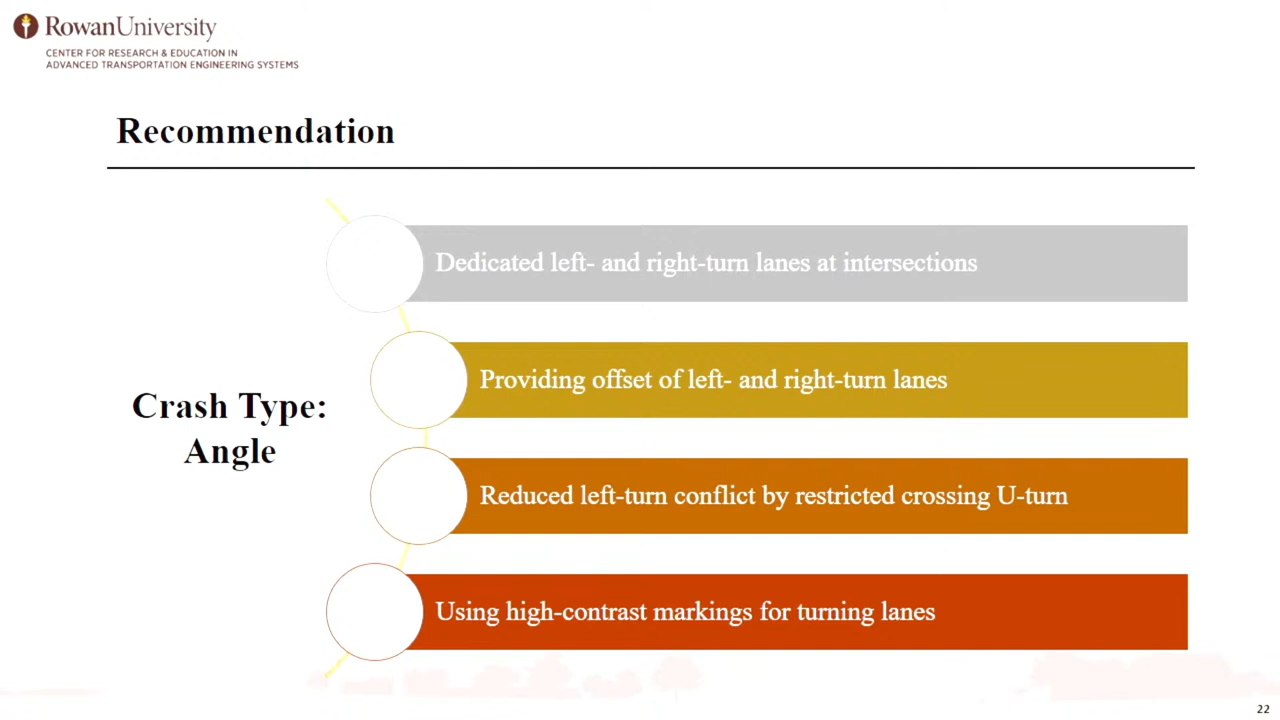 RowanUniversity
CENTER FOR RESEARCH & EDUCATION IN
ADVANCED TRANSPORTATION ENGINEERING SYSTEMS
Recommendation
Crash Type:
Angle
Dedicated left- and right-turn lanes at intersections
Providing offset of left- and right-turn lanes
Reduced left-turn conflict by restricted crossing U-turn
Using high-contrast markings for turning lanes
22